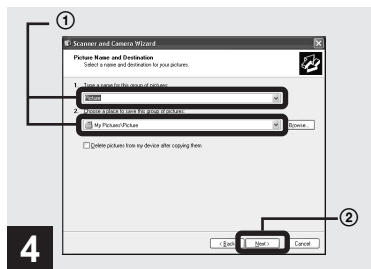 ①
Scanner and Camera Wizard
Picture Name and Destination
Select a name and destination for your pictures.
1. Type a name for this group of pictures:
Picture
2. Choose a place to save this group of pictures:
My Pictures\Picture
Browse...
Delete pictures from my device after copying them
②
4
< Back
Next >
Cancel